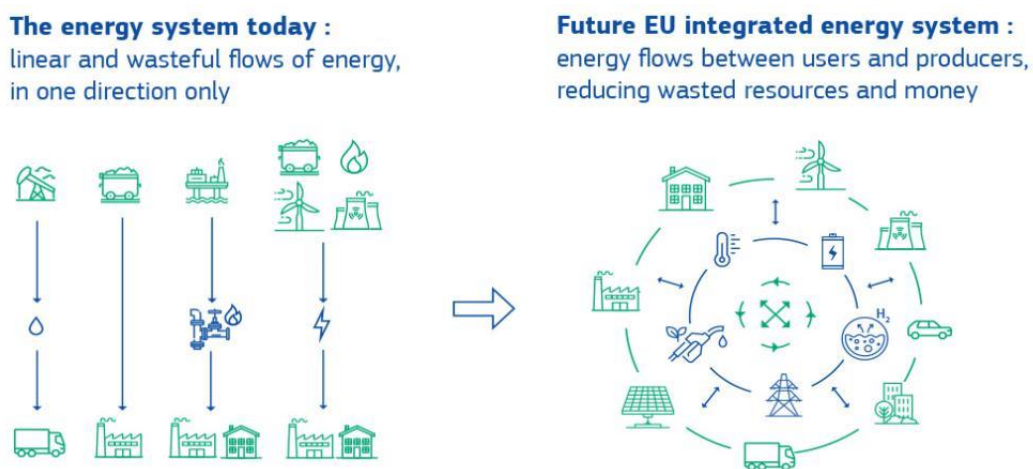 The energy system today :
linear and wasteful flows of energy,
in one direction only
Future EU integrated energy system :
energy flows between users and producers,
reducing wasted resources and money
H₂